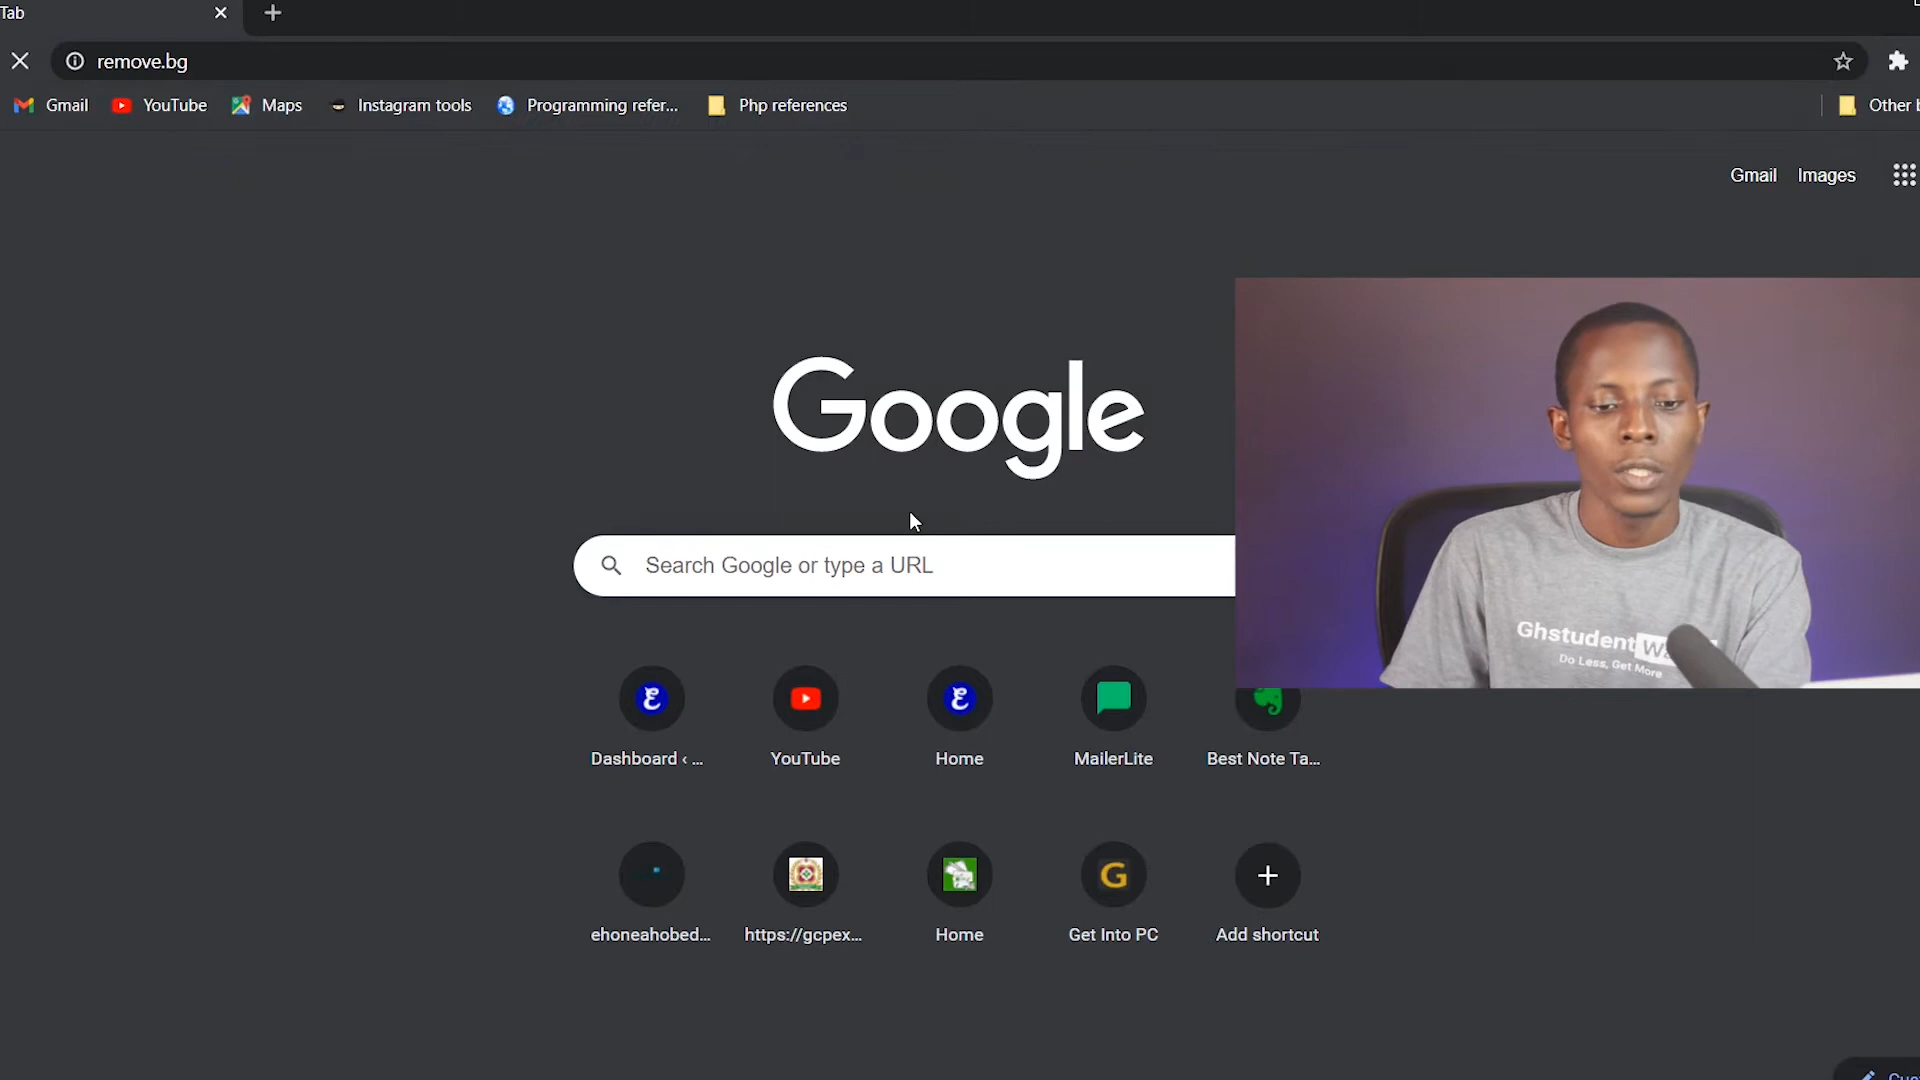 Tab
remove.bg
Gmail YouTube Maps Instagram tools Programming refer... Php references Other b
Gmail Images
Google
Search Google or type a URL
Ghstudent
Do Less, Get More
Dashboard ‹ ... YouTube Home MailerLite Best Note Ta...
G
ehoneahobed... https://gcpex... Home Get Into PC Add shortcut